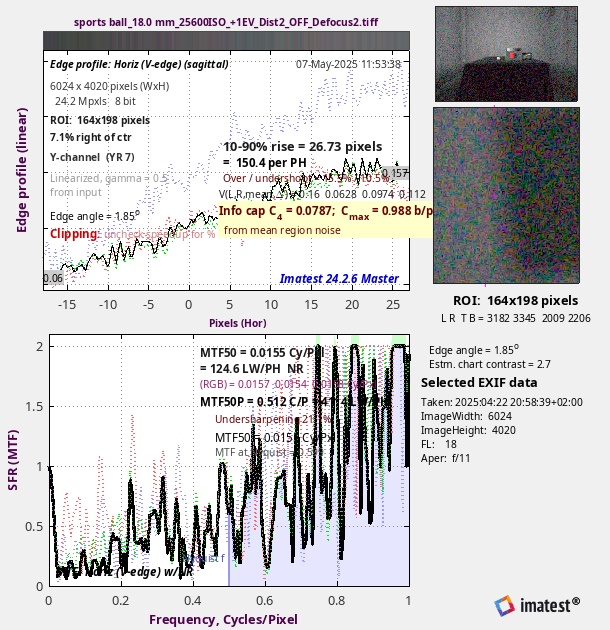 sports ball_18.0 mm_25600ISO_+1EV_Dist2_OFF_Defocus2.tiff
Edge profile: Horiz (V-edge) (sagittal)
07-May-2025 11:53:38
6024 x 4020 pixels (WxH)
24.2 Mpxls 8 bit
ROI: 164x198 pixels
7.1% right of ctr
Y-channel (YR 7)
Linearized, gamma = 0.5
from input
Edge angle = 1.85°
Clipping: uncheck speedup for %
10-90% rise = 26.73 pixels
= 150.4 per PH
Over / undershoot
0.16 0.0628 0.0974 0.112
Info cap C4 = 0.0787; Cmax = 0.988 b/p
from mean region noise
0.157
0.06
Imatest 24.2.6 Master
Edge profile (linear)
-15 -10 -5 0 5 10 15 20 25
Pixels (Hor)
ROI: 164x198 pixels
L R T B = 3182 3345 2009 2206
MTF50 = 0.0155 Cy/Pxl
= 124.6 LW/PH NR
(RGB) = 0.0157 0.0154
MTF50P = 0.512 C/P =
Undersharpening
MTF50
MTF at
(V-edge) w/
SFR (MTF)
2
1.5
1
0.5
0
0 0.2 0.4 0.6 0.8 1
Frequency, Cycles/Pixel
Edge angle = 1.85°
Estm. chart contrast = 2.7
Selected EXIF data
Taken: 2025:04:22 20:58:39+02:00
ImageWidth: 6024
ImageHeight: 4020
FL: 18
Aper: f/11
imatest®